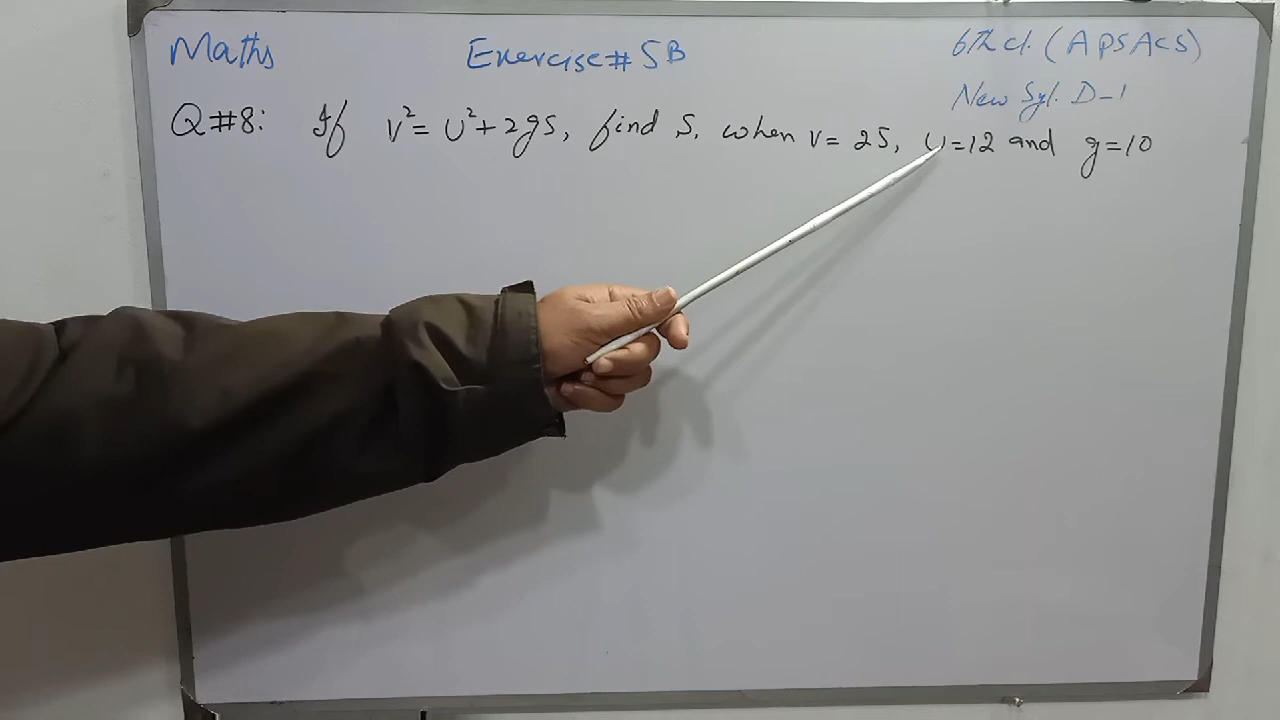 Maths Exercise# 5B 6th cl. (APSACS)
New Syl. D-1
Q#8: If v²= U²+2gs, find S, when v= 25, U=12 and g=10